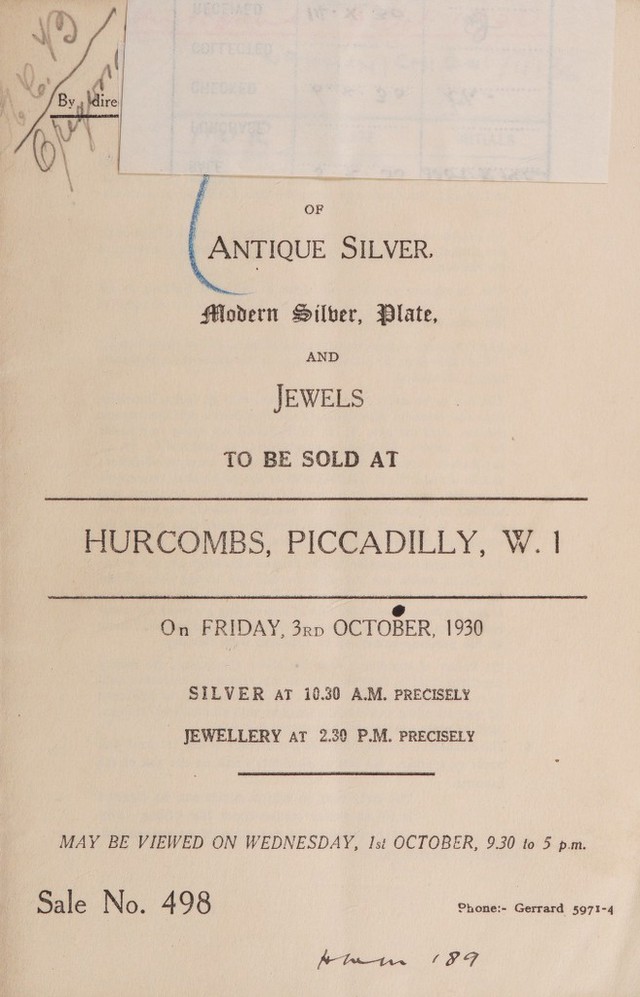 By dire
OF
ANTIQUE SILVER,
Modern Silver, Plate,
AND
JEWELS
TO BE SOLD AT
HURCOMBS, PICCADILLY, W. 1
On FRIDAY, 3RD OCTOBER, 1930
SILVER AT 10.30 A.M. PRECISELY
JEWELLERY AT 2.30 P.M. PRECISELY
MAY BE VIEWED ON WEDNESDAY, 1st OCTOBER, 9.30 to 5 p.m.
Sale No. 498
Phone:- Gerrard 5971-4
189